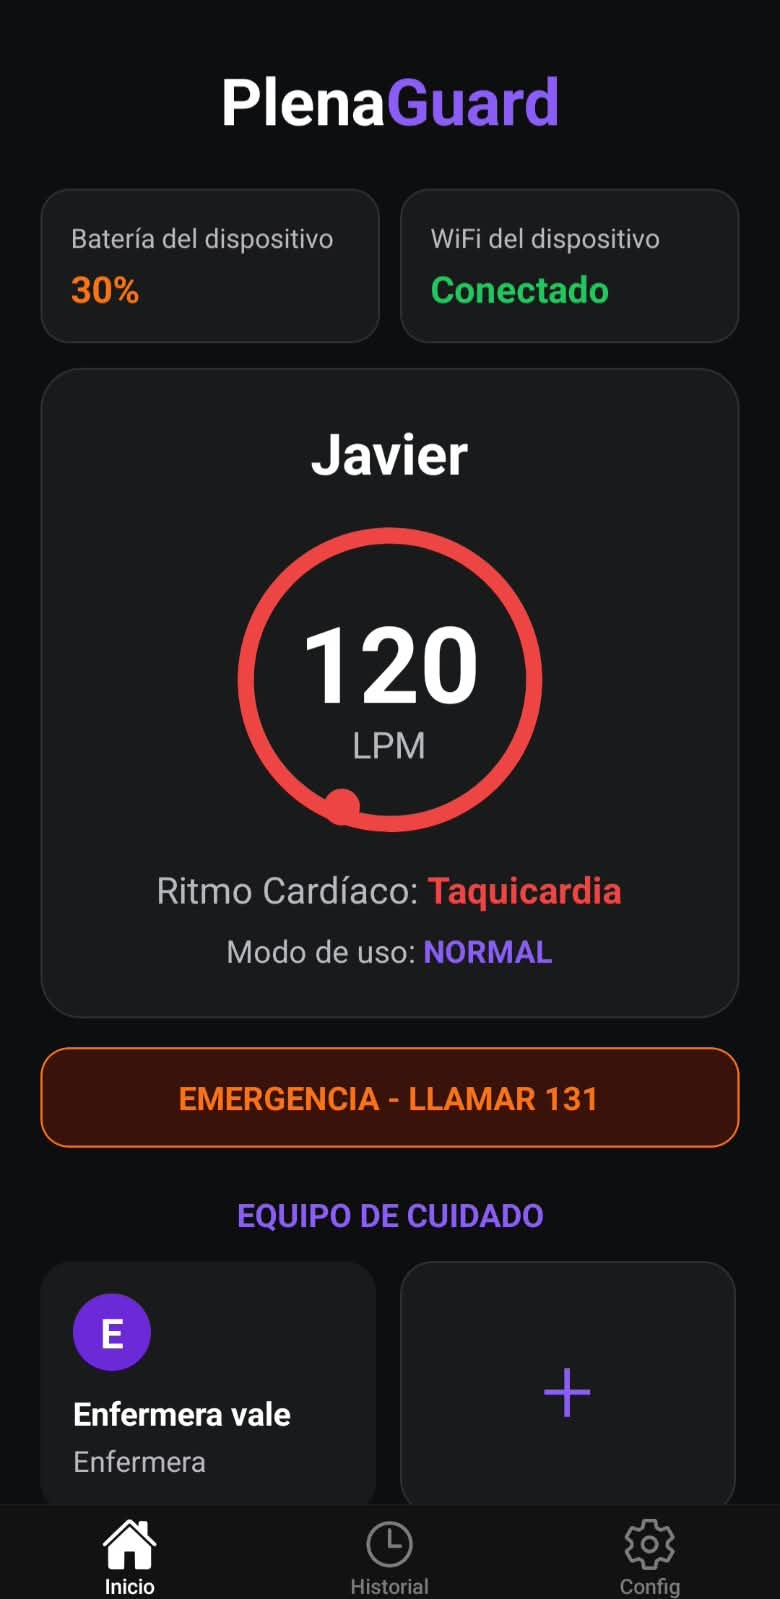 PlenaGuard
Batería del dispositivo
30%
WiFi del dispositivo
Conectado
Javier
120
LPM
Ritmo Cardíaco: Taquicardia
Modo de uso: NORMAL
EMERGENCIA - LLAMAR 131
EQUIPO DE CUIDADO
E
Enfermera vale
Enfermera
+
Inicio
Historial
Config